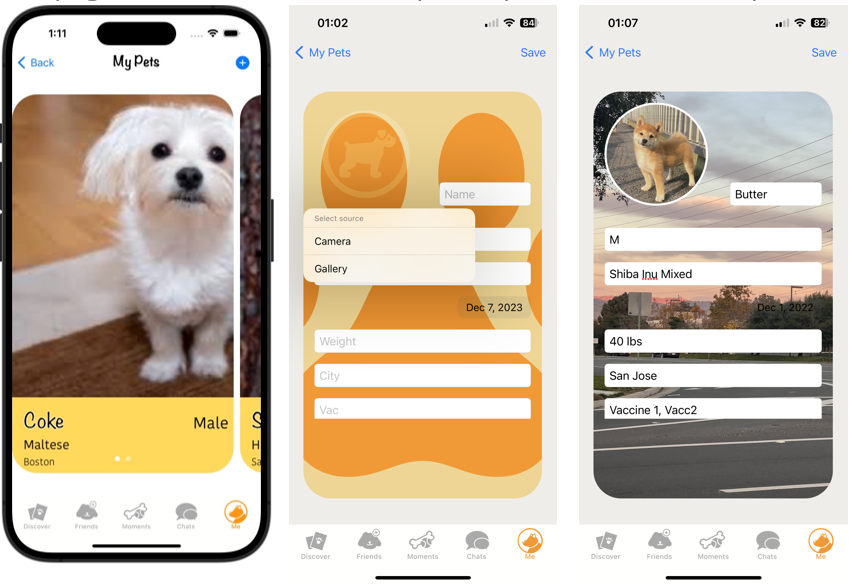 1:11
Back
My Pets
Coke
Male
Maltese
Boston
S
H
Sa
Discover
Friends
Moments
Chats
Me
01:02
84
My Pets
Save
Name
Select source
Camera
Gallery
Dec 7, 2023
Weight
City
Vac
Discover
Friends
Moments
Chats
Me
01:07
82
My Pets
Save
Butter
M
Shiba Inu Mixed
Dec 1, 2022
40 lbs
San Jose
Vaccine 1, Vacc2
Discover
Friends
Moments
Chats
Me